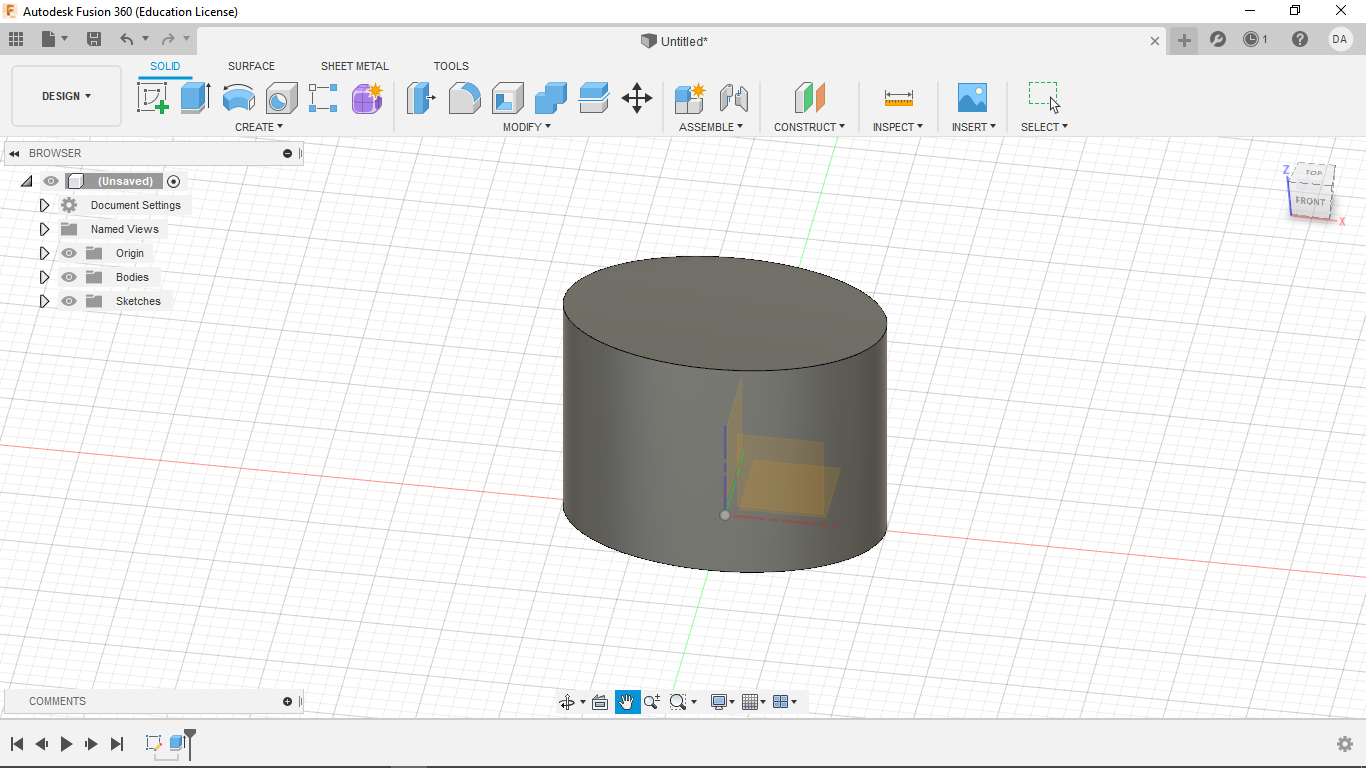 Autodesk Fusion 360 (Education License)
Untitled*
1
DA
SOLID SURFACE SHEET METAL TOOLS
DESIGN
CREATE MODIFY ASSEMBLE CONSTRUCT INSPECT INSERT SELECT
BROWSER
(Unsaved)
Document Settings
Named Views
Origin
Bodies
Sketches
Z
TOP
FRONT
X
COMMENTS